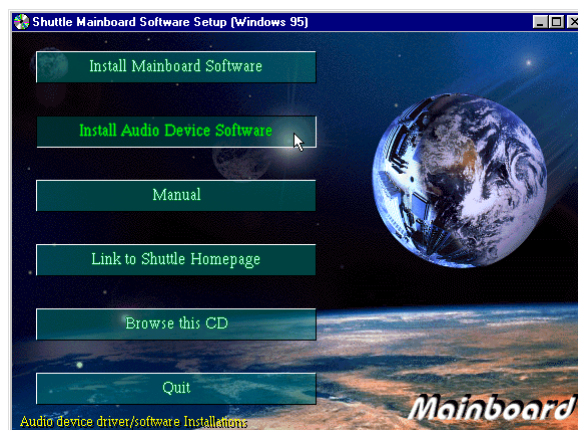 Shuttle Mainboard Software Setup (Windows 95)
Install Mainboard Software
Install Audio Device Software
Manual
Link to Shuttle Homepage
Browse this CD
Quit
Mainboard
Audio device driver/software Installations